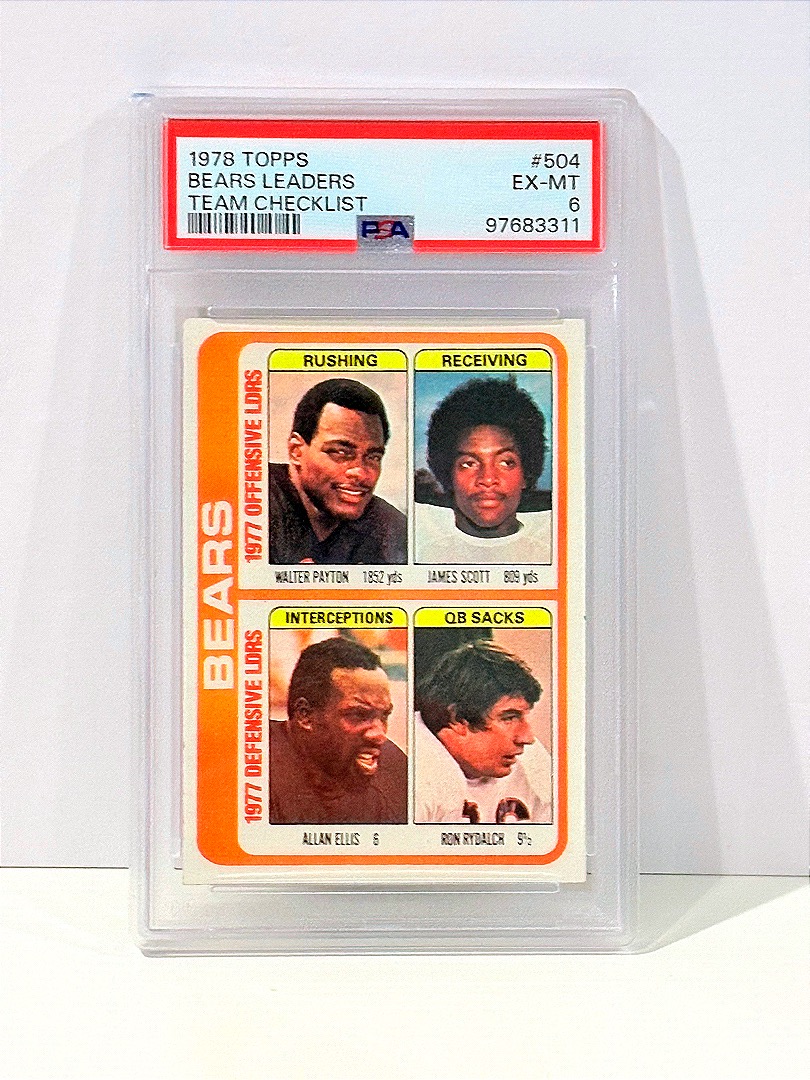 1978 TOPPS
#504
BEARS LEADERS
EX-MT
TEAM CHECKLIST
6
PSA
97683311
BEARS
1977 OFFENSIVE LDRS
RUSHING
RECEIVING
WALTER PAYTON 1852 yds
JAMES SCOTT 809 yds
1977 DEFENSIVE LDRS
INTERCEPTIONS
QB SACKS
ALLAN ELLIS 6
RON RYDALCH 9½